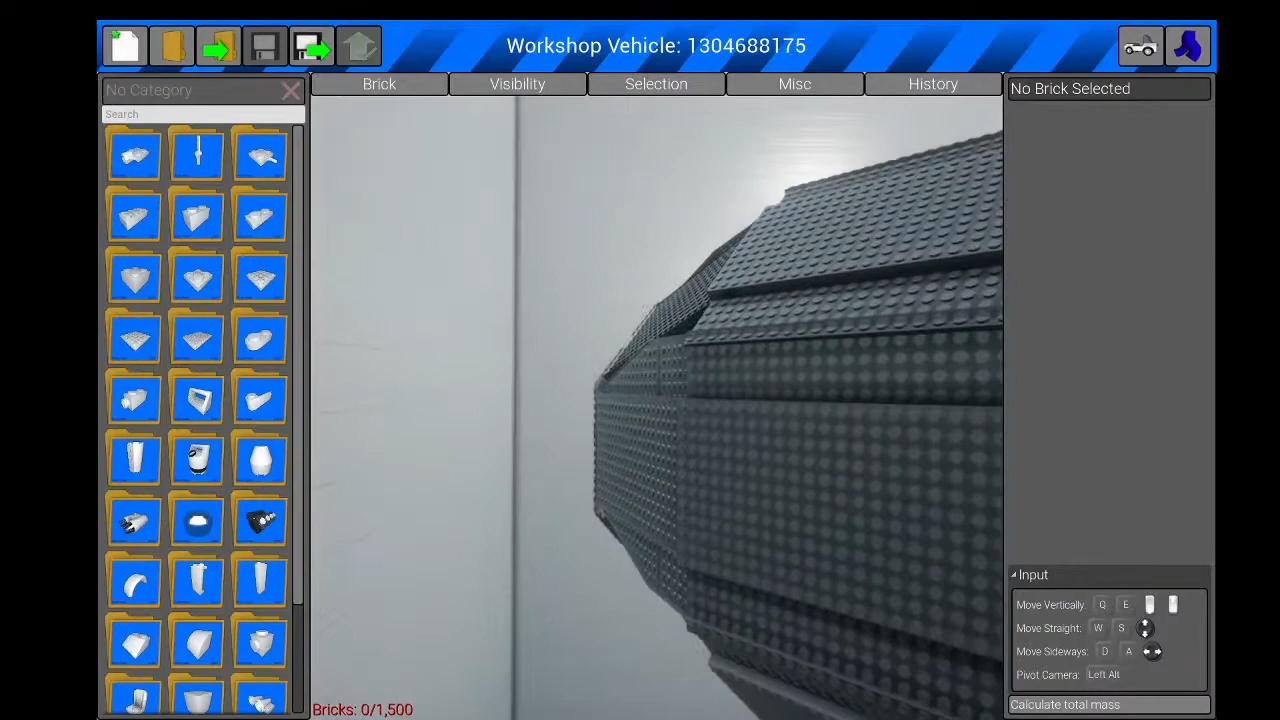 Workshop Vehicle: 1304688175
No Category
Search
Brick
Visibility
Selection
Misc
History
No Brick Selected
Input
Move Vertically: Q E
Move Straight: W S
Move Sideways: D A
Pivot Camera: Left Alt
Calculate total mass
Bricks: 0/1,500